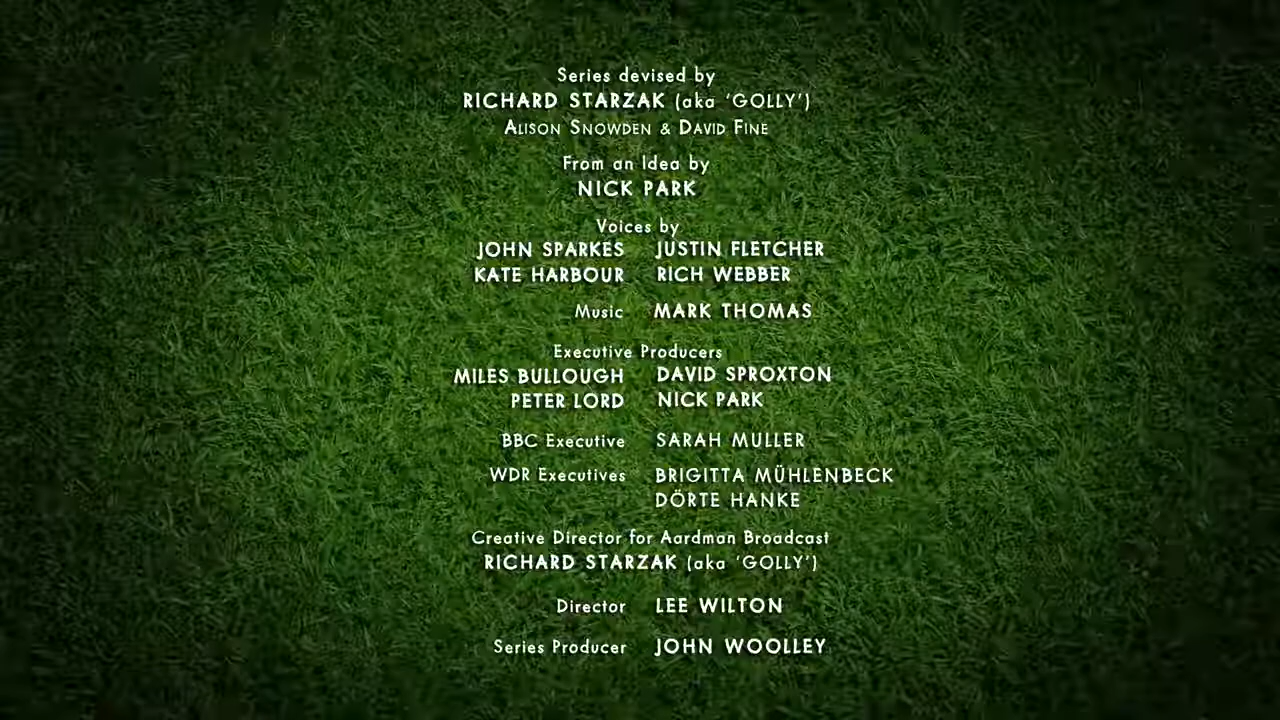 Series devised by
RICHARD STARZAK (aka ‘GOLLY’)
ALISON SNOWDEN & DAVID FINE
From an Idea by
NICK PARK
Voices by
JOHN SPARKES JUSTIN FLETCHER
KATE HARBOUR RICH WEBBER
Music MARK THOMAS
Executive Producers
MILES BULLOUGH DAVID SPROXTON
PETER LORD NICK PARK
BBC Executive SARAH MULLER
WDR Executives BRIGITTA MÜHLENBECK
DÖRTE HANKE
Creative Director for Aardman Broadcast
RICHARD STARZAK (aka ‘GOLLY’)
Director LEE WILTON
Series Producer JOHN WOOLLEY